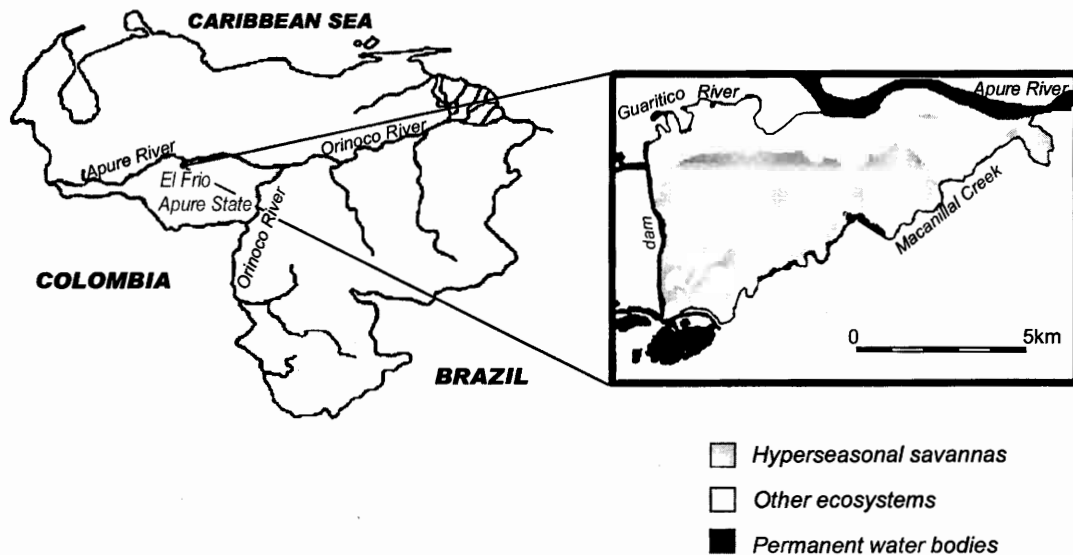 CARIBBEAN SEA
Apure River
Guaritico River
Orinoco River
Apure River
El Frio
Apure State
dam
Macanillal Creek
Orinoco River
COLOMBIA
0 5km
BRAZIL
Hyperseasonal savannas
Other ecosystems
Permanent water bodies